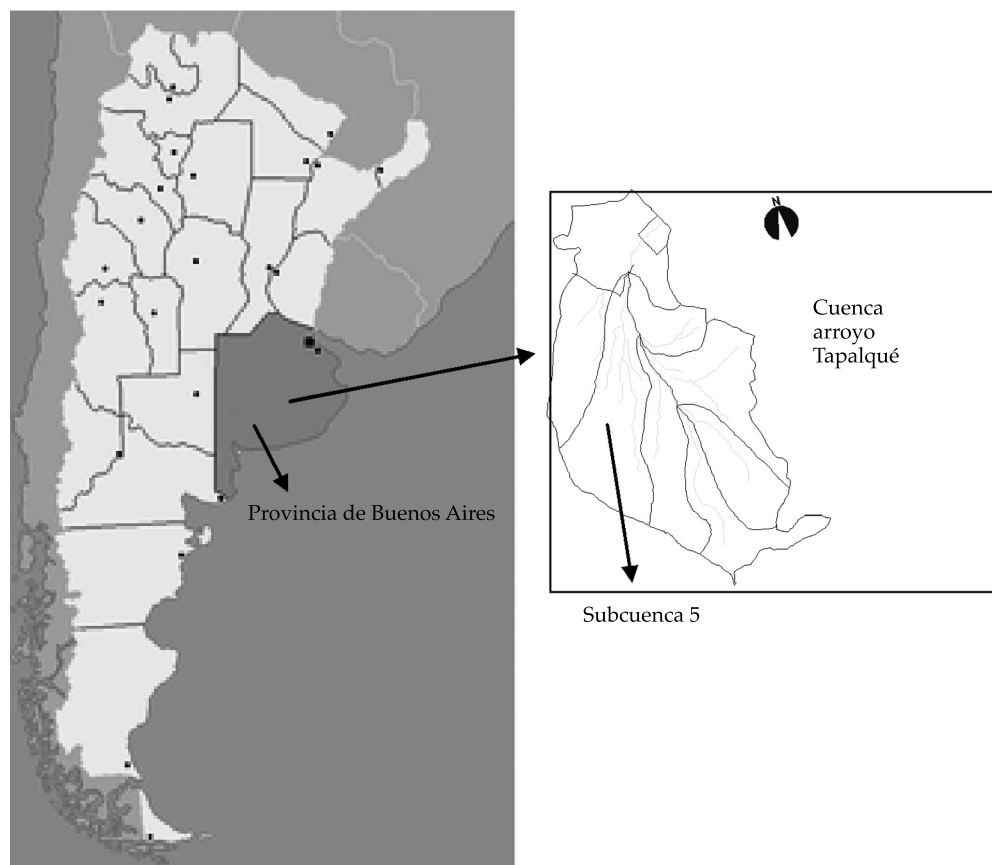 N
Cuenca
arroyo
Tapalqué
Provincia de Buenos Aires
Subcuenca 5